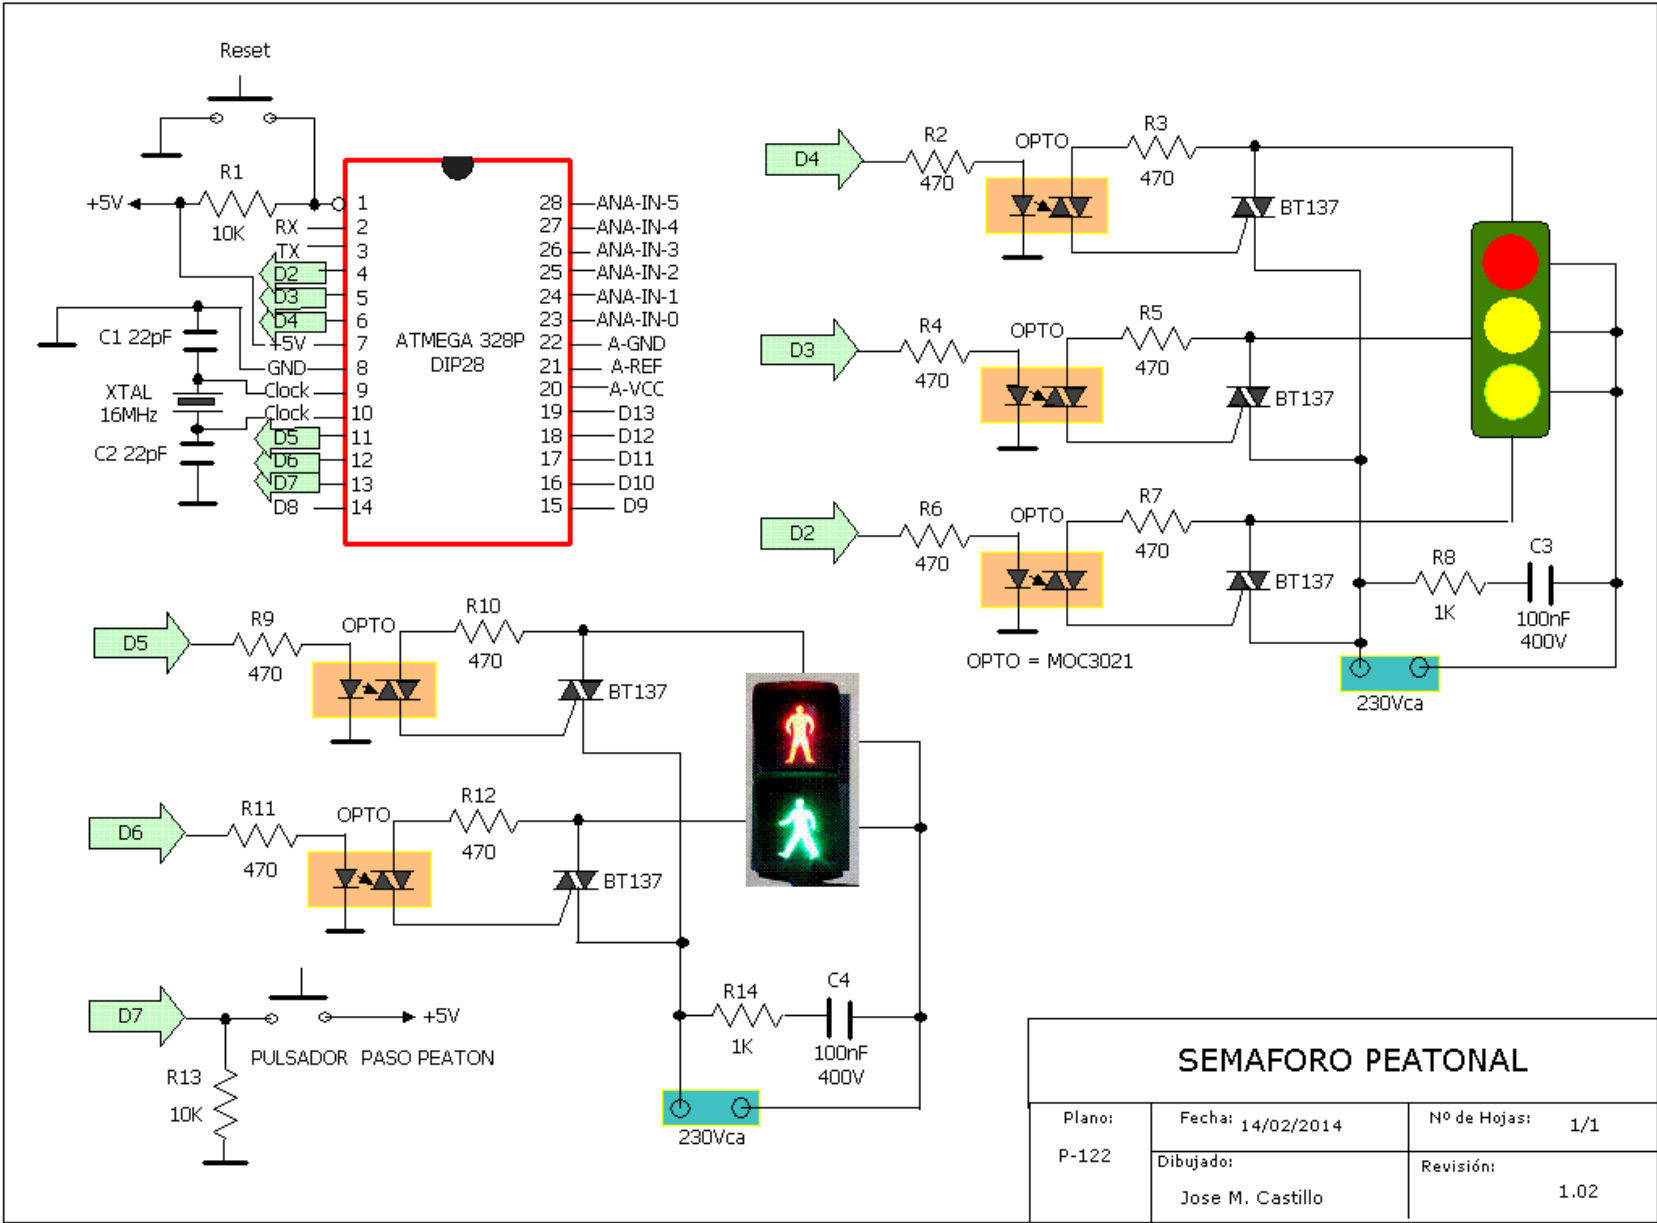 Reset
R1
+5V
10K
RX
TX
D2
D3
D4
+5V
GND
Clock
Clock
D5
D6
D7
D8
C1 22pF
XTAL
16MHz
C2 22pF
1
2
3
4
5
6
7
8
9
10
11
12
13
14
ATMEGA 328P
DIP28
28 ANA-IN-5
27 ANA-IN-4
26 ANA-IN-3
25 ANA-IN-2
24 ANA-IN-1
23 ANA-IN-0
22 A-GND
21 A-REF
20 A-VCC
19 D13
18 D12
17 D11
16 D10
15 D9
D4
R2
470
OPTO
R3
470
BT137
D3
R4
470
OPTO
R5
470
BT137
D2
R6
470
OPTO
R7
470
BT137
OPTO = MOC3021
R8
1K
C3
100nF
400V
230Vca
D5
R9
470
OPTO
R10
470
BT137
D6
R11
470
OPTO
R12
470
BT137
D7
+5V
PULSADOR PASO PEATON
R13
10K
R14
1K
C4
100nF
400V
230Vca
SEMAFORO PEATONAL
Plano:
P-122
Fecha: 14/02/2014
Nº de Hojas: 1/1
Dibujado:
Jose M. Castillo
Revisión:
1.02